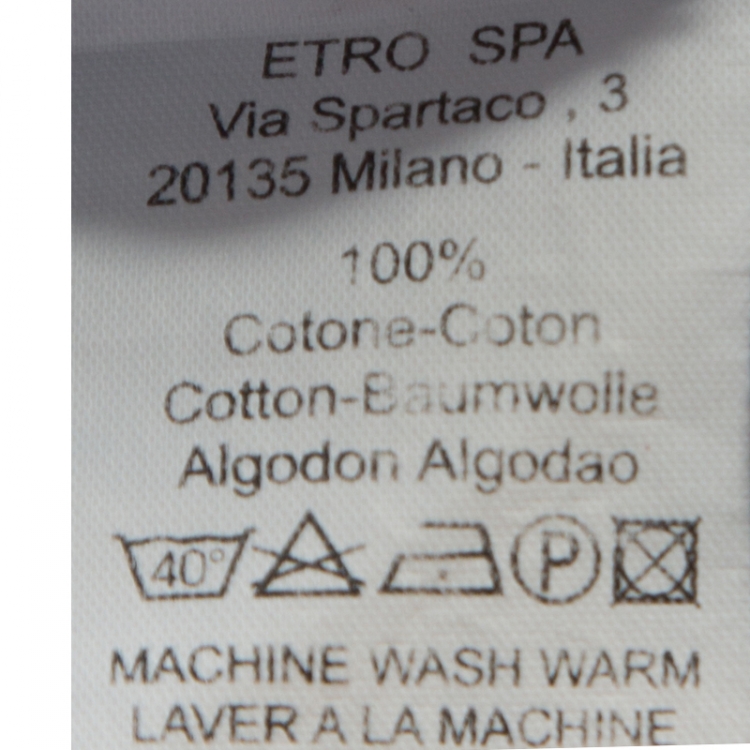 ETRO SPA
Via Spartaco , 3
20135 Milano - Italia
100%
Cotone-Coton
Cotton-Baumwolle
Algodon Algodao
40° P
MACHINE WASH WARM
LAVER A LA MACHINE